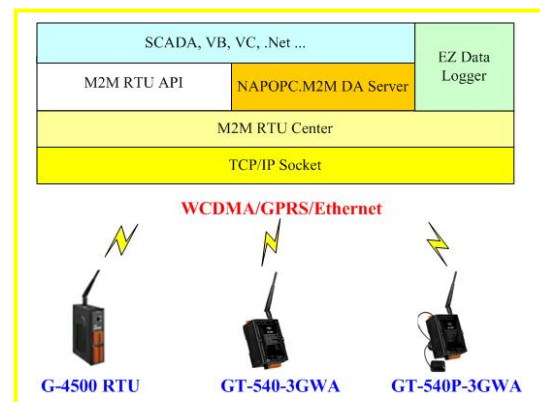 SCADA, VB, VC, .Net ...
EZ Data
Logger
M2M RTU API
NAPOPC.M2M DA Server
M2M RTU Center
TCP/IP Socket
WCDMA/GPRS/Ethernet
G-4500 RTU
GT-540-3GWA
GT-540P-3GWA